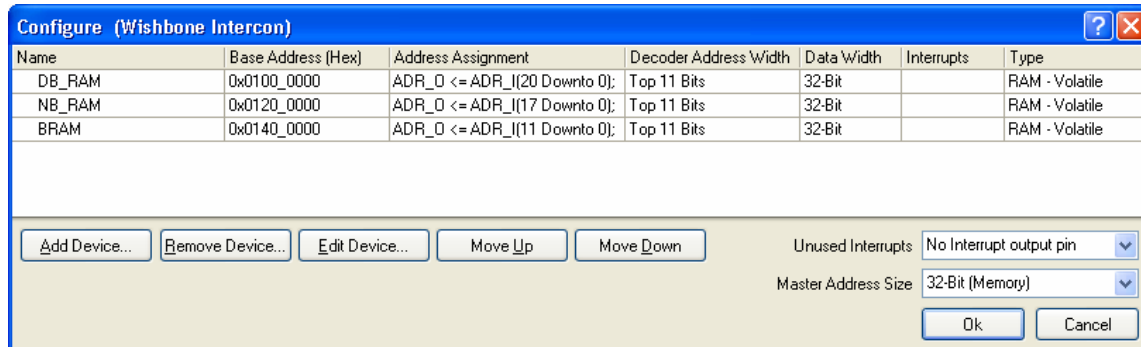 Configure (Wishbone Intercon)
Name Base Address (Hex) Address Assignment Decoder Address Width Data Width Interrupts Type
DB_RAM 0x0100_0000 ADR_O <= ADR_I(20 Downto 0); Top 11 Bits 32-Bit RAM - Volatile
NB_RAM 0x0120_0000 ADR_O <= ADR_I(17 Downto 0); Top 11 Bits 32-Bit RAM - Volatile
BRAM 0x0140_0000 ADR_O <= ADR_I(11 Downto 0); Top 11 Bits 32-Bit RAM - Volatile
Add Device... Remove Device... Edit Device... Move Up Move Down Unused Interrupts No Interrupt output pin
Master Address Size 32-Bit (Memory)
Ok Cancel